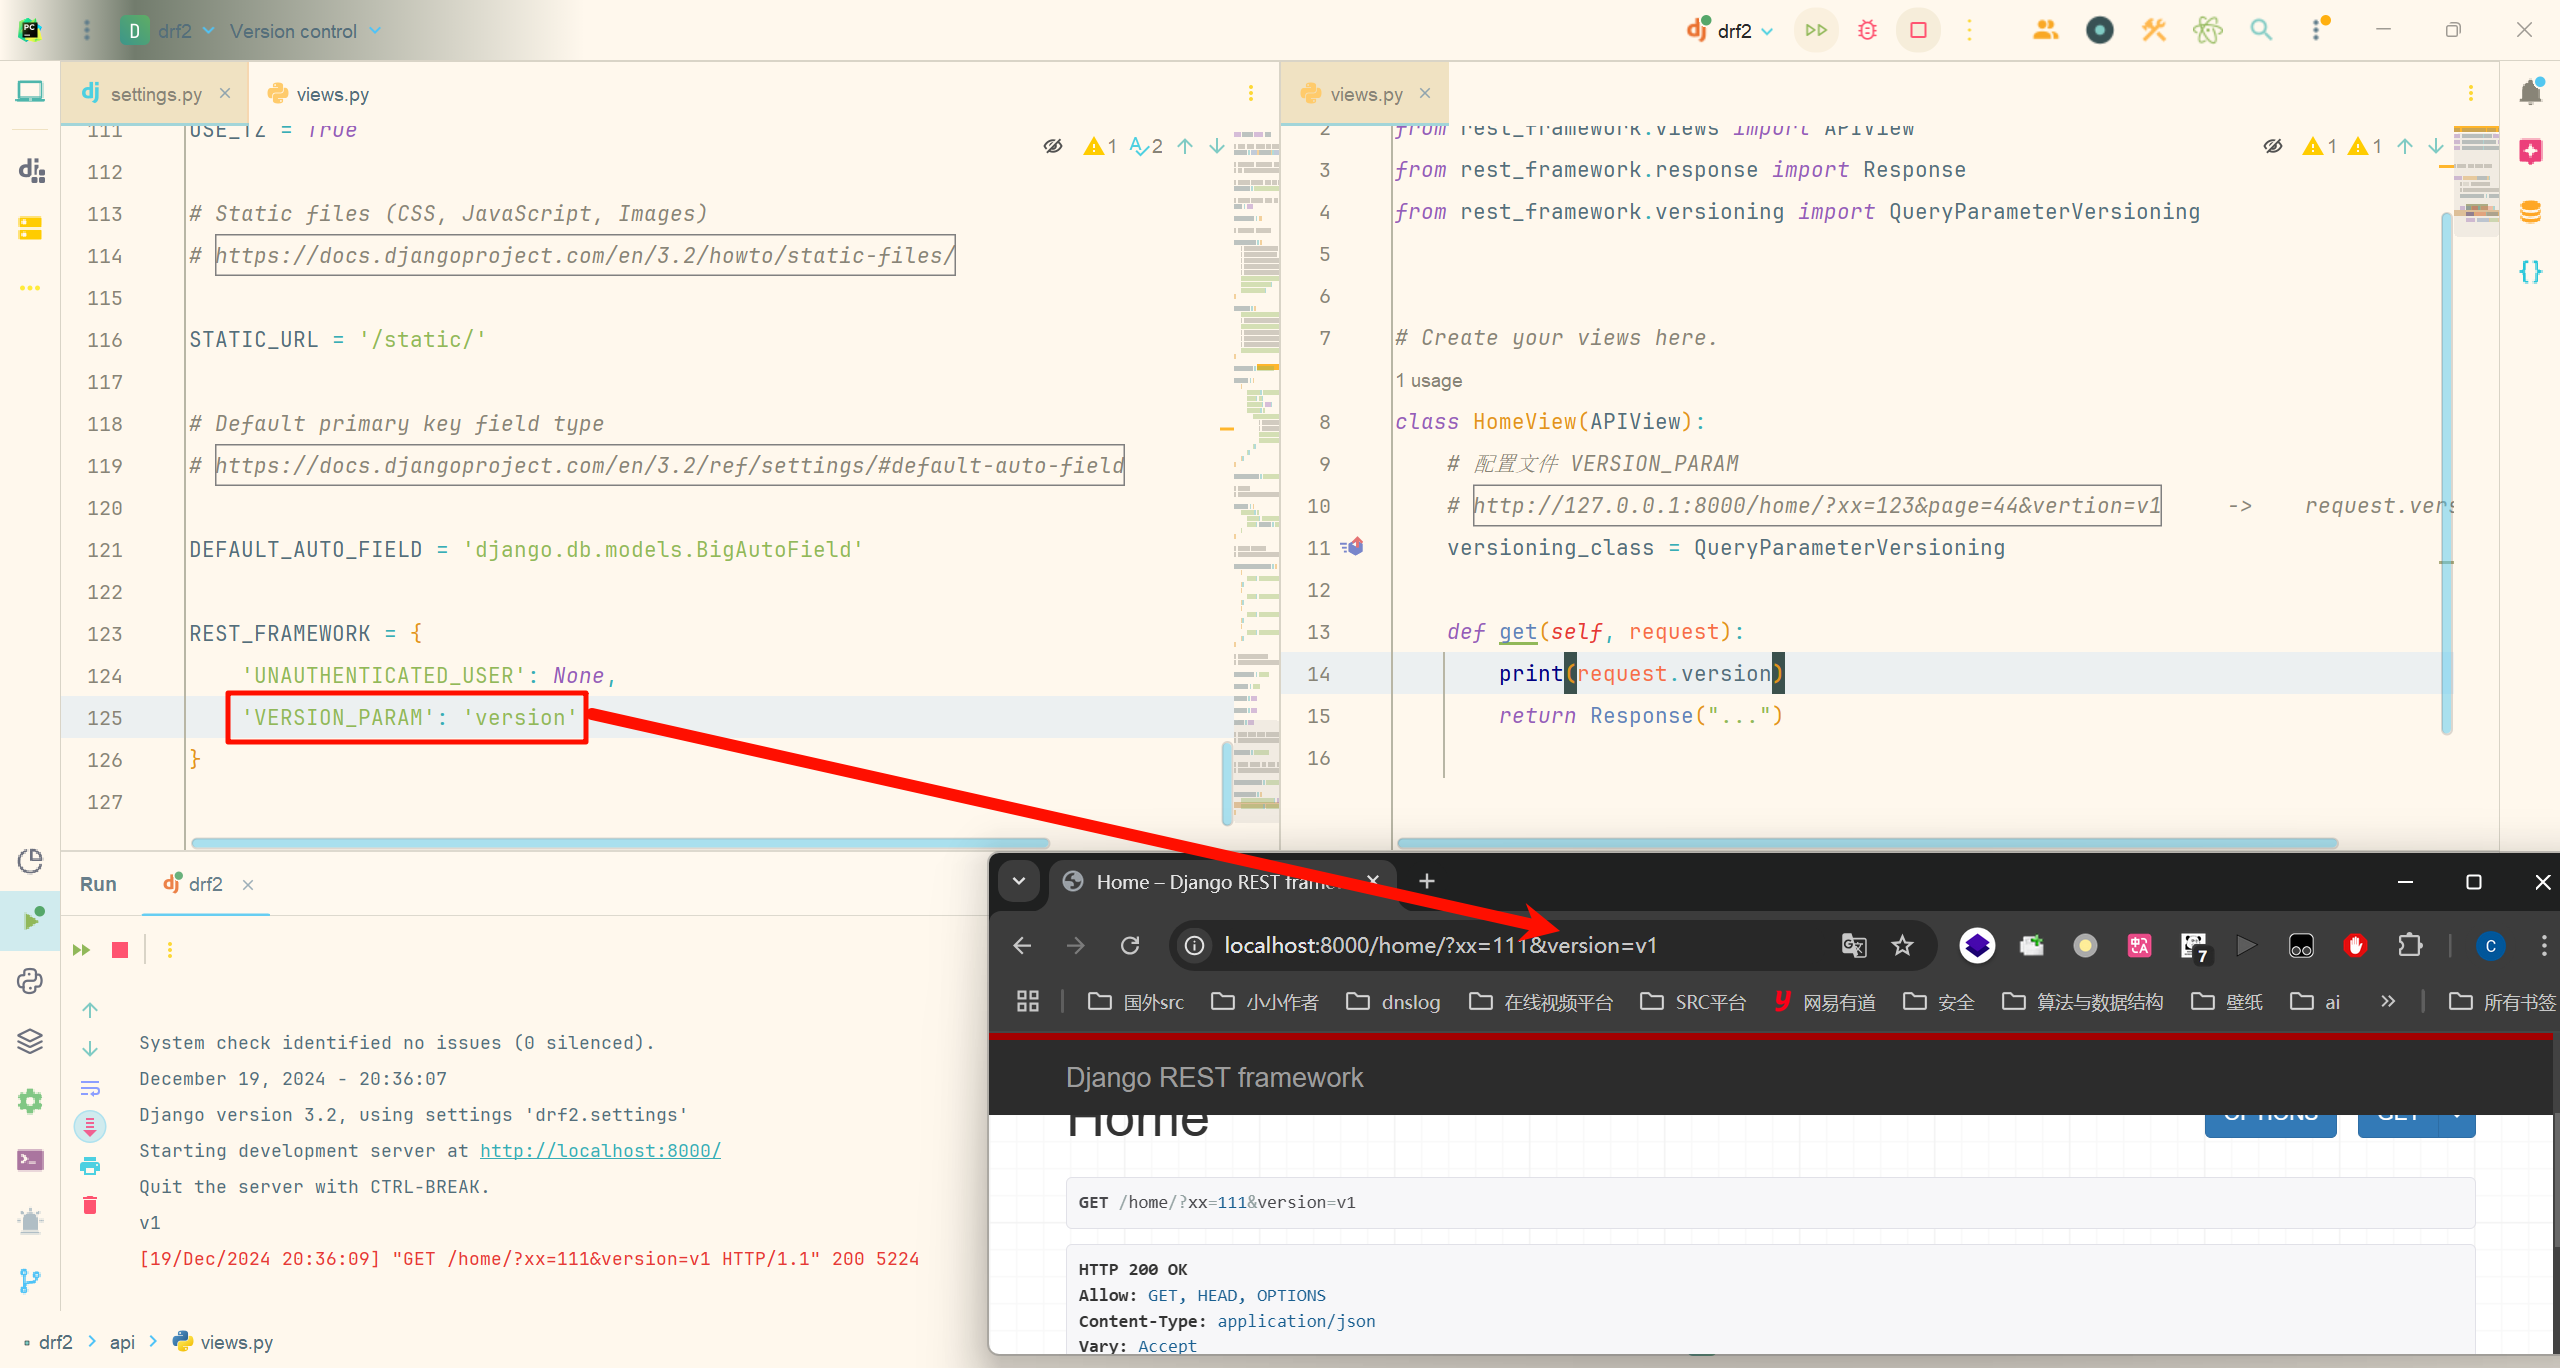 drf2
Version control
drf2
settings.py
views.py
111 USE_TZ = True
112
113 # Static files (CSS, JavaScript, Images)
114 # https://docs.djangoproject.com/en/3.2/howto/static-files/
115
116 STATIC_URL = '/static/'
117
118 # Default primary key field type
119 # https://docs.djangoproject.com/en/3.2/ref/settings/#default-auto-field
120
121 DEFAULT_AUTO_FIELD = 'django.db.models.BigAutoField'
122
123 REST_FRAMEWORK = {
124 'UNAUTHENTICATED_USER': None,
125 'VERSION_PARAM': 'version'
126 }
127
1 2
views.py
2 from rest_framework.views import APIView
3 from rest_framework.response import Response
4 from rest_framework.versioning import QueryParameterVersioning
5
6
7 # Create your views here.
1 usage
8 class HomeView(APIView):
9 # 配置文件 VERSION_PARAM
10 # http://127.0.0.1:8000/home/?xx=123&page=44&vertion=v1 -> request.vers
11 versioning_class = QueryParameterVersioning
12
13 def get(self, request):
14 print(request.version)
15 return Response("...")
16
1 1
Run
drf2
System check identified no issues (0 silenced).
December 19, 2024 - 20:36:07
Django version 3.2, using settings 'drf2.settings'
Starting development server at http://localhost:8000/
Quit the server with CTRL-BREAK.
v1
[19/Dec/2024 20:36:09] "GET /home/?xx=111&version=v1 HTTP/1.1" 200 5224
drf2 > api > views.py
Home – Django REST frame
localhost:8000/home/?xx=111&version=v1
7
C
国外src
小小作者
dnslog
在线视频平台
SRC平台
网易有道
安全
算法与数据结构
壁纸
ai
»
所有书签
Django REST framework
Home
OPTIONS
GET
GET /home/?xx=111&version=v1
HTTP 200 OK
Allow: GET, HEAD, OPTIONS
Content-Type: application/json
Vary: Accept